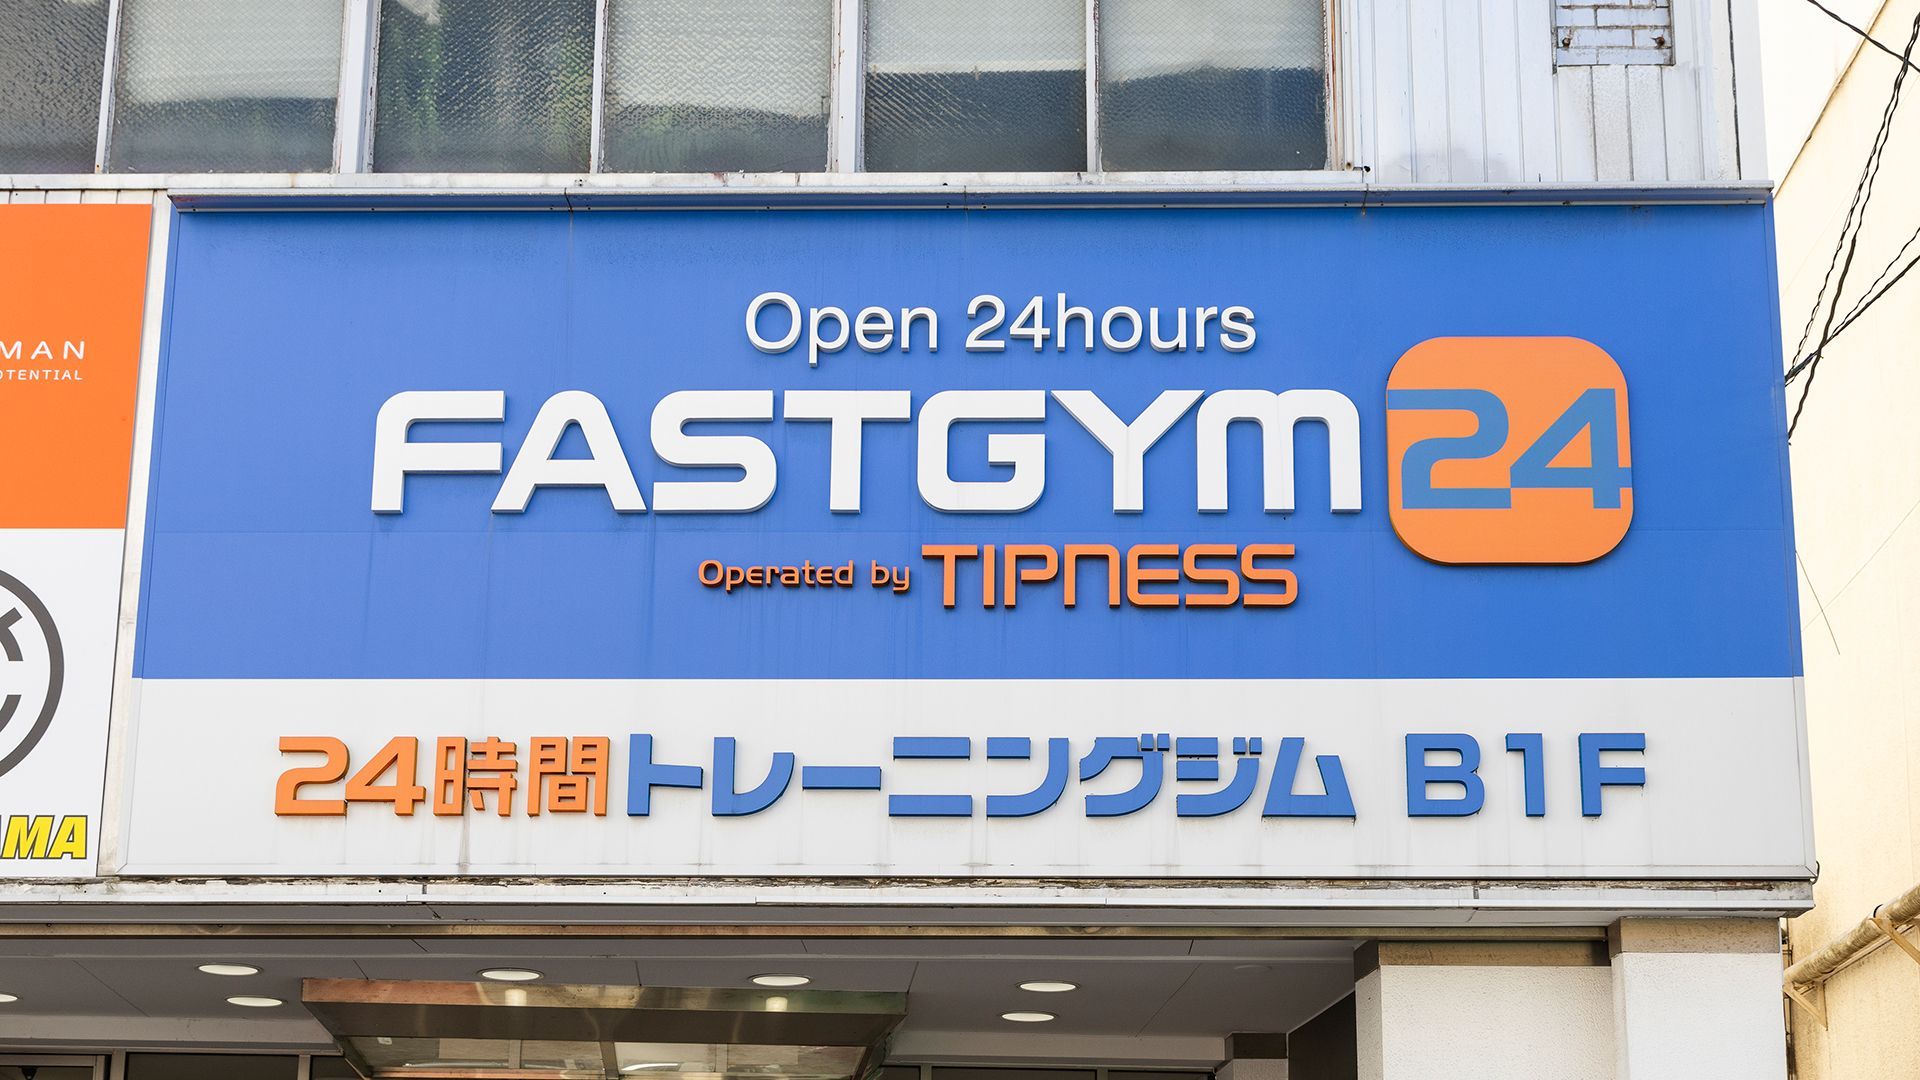 Open 24hours
FASTGYM24
Operated by TIPNESS
24時間トレーニングジム B1F
MAN
OTENTIAL
AMA